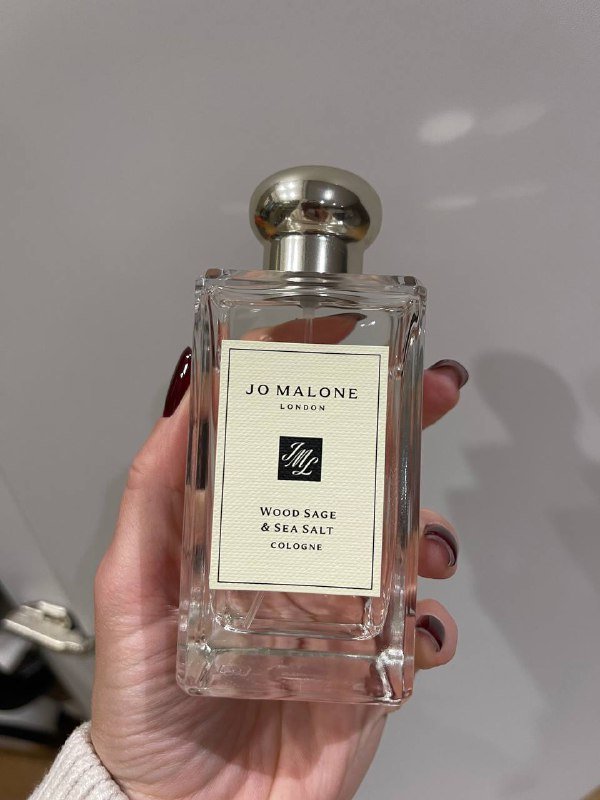 JO MALONE
LONDON
JML
WOOD SAGE
& SEA SALT
COLOGNE